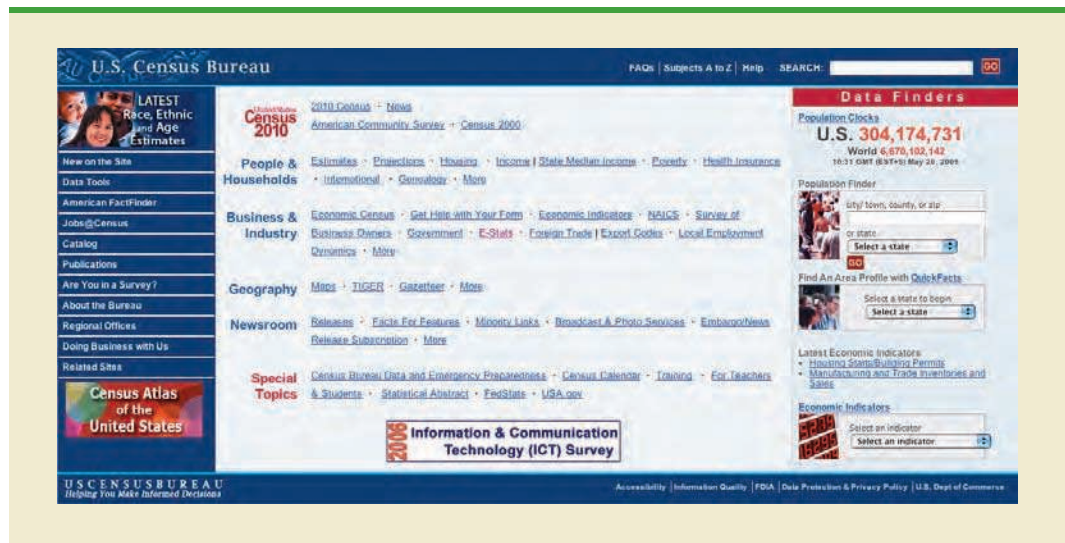 U.S. Census Bureau
FAQs | Subjects A to Z | Help SEARCH: GO
LATEST
Race, Ethnic
and Age
Estimates
New on the Site
Data Tools
American FactFinder
Jobs@Census
Catalog
Publications
Are You in a Survey?
About the Bureau
Regional Offices
Doing Business with Us
Related Sites
Census Atlas
of the
United States
United States
Census
2010
2010 Census · News
American Community Survey · Census 2000
People &
Households
Estimates · Projections · Housing · Income | State Median Income · Poverty · Health Insurance
· International · Genealogy · More
Business &
Industry
Economic Census · Get Help with Your Form · Economic Indicators · NAICS · Survey of
Business Owners · Government · E-Stats · Foreign Trade | Export Codes · Local Employment
Dynamics · More
Geography
Maps · TIGER · Gazetteer · More
Newsroom
Releases · Facts For Features · Minority Links · Broadcast & Photo Services · Embargo/News
Release Subscription · More
Special
Topics
Census Bureau Data and Emergency Preparedness · Census Calendar · Training · For Teachers
& Students · Statistical Abstract · FedStats · USA.gov
2006 Information & Communication
Technology (ICT) Survey
Data Finders
Population Clocks
U.S. 304,174,731
World 6,670,102,142
Population Finder
city/ town, county, or zip
or state
Select a state
GO
Find An Area Profile with QuickFacts
Select a state to begin
Select a state
Latest Economic Indicators
• Housing Starts/Building Permits
• Manufacturing and Trade Inventories and
Sales
Economic Indicators
Select an indicator
Select an indicator
USCENSUSBUREAU
Helping You Make Informed Decisions
Accessibility | Information Quality | FOIA | Data Protection & Privacy Policy | U.S. Dept of Commerce